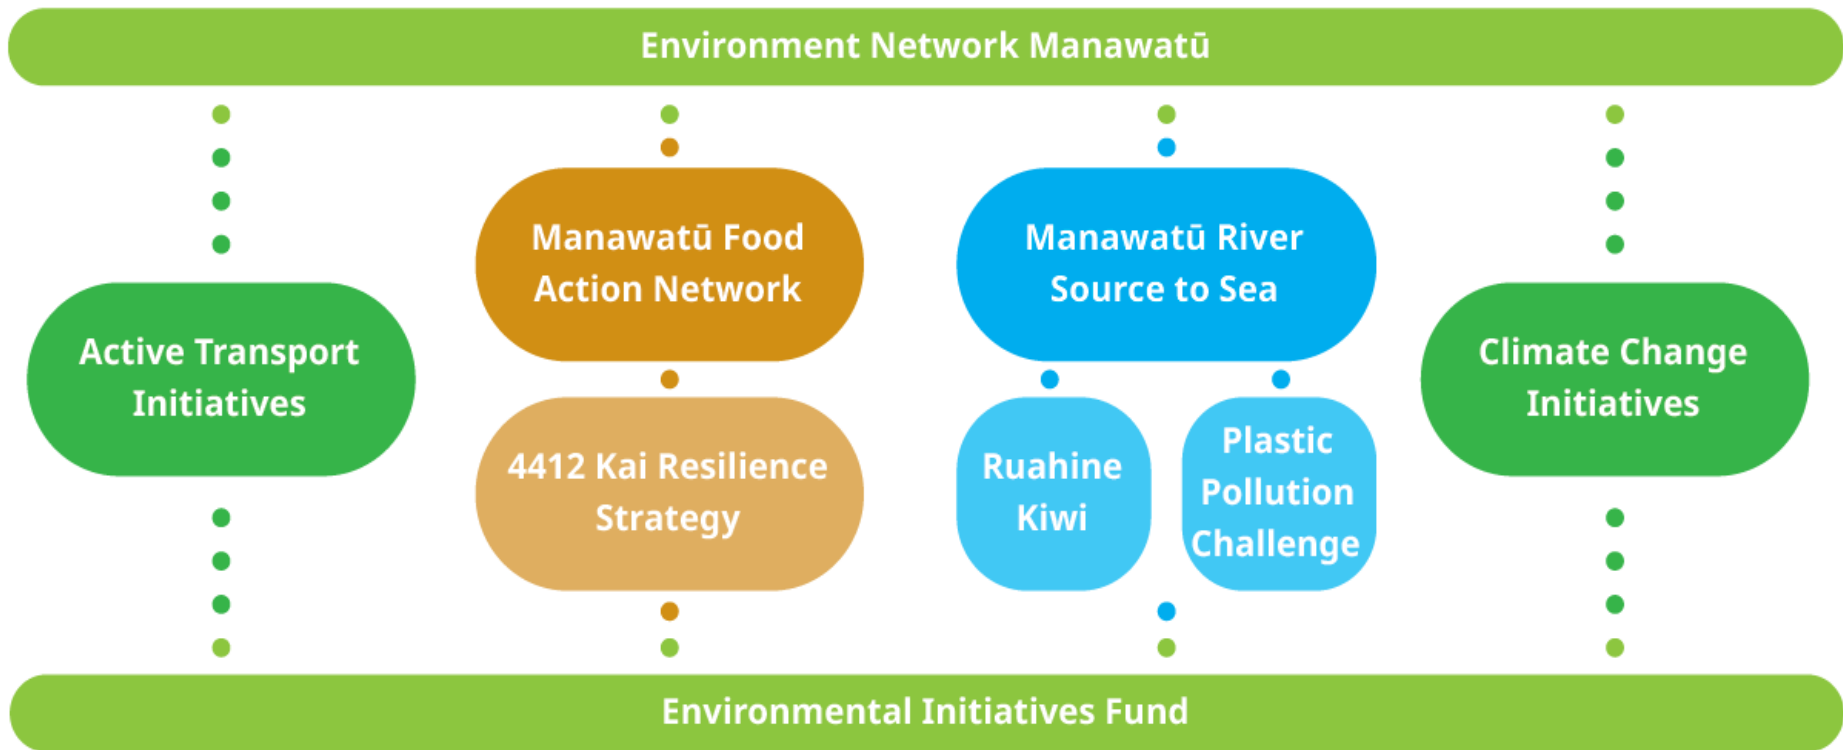 Environment Network Manawatū
Active Transport
Initiatives
Manawatū Food
Action Network
4412 Kai Resilience
Strategy
Manawatū River
Source to Sea
Ruahine
Kiwi
Plastic
Pollution
Challenge
Climate Change
Initiatives
Environmental Initiatives Fund